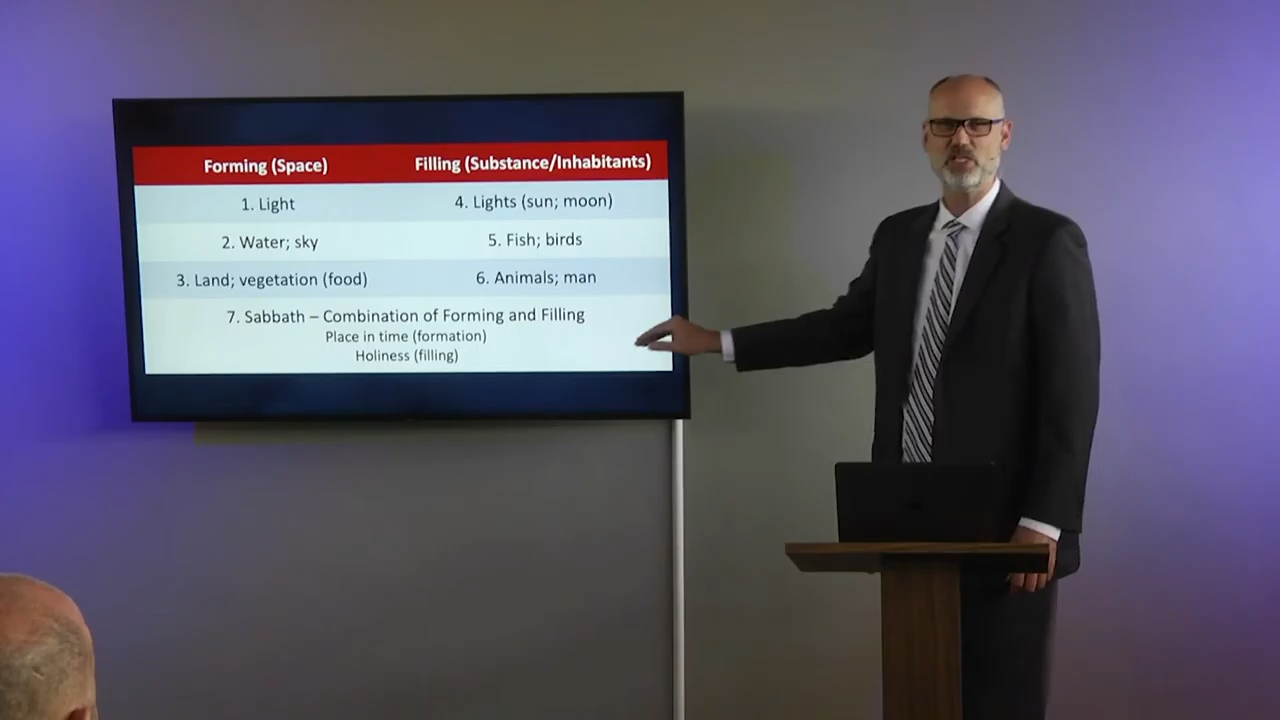 Forming (Space) Filling (Substance/Inhabitants)
1. Light 4. Lights (sun; moon)
2. Water; sky 5. Fish; birds
3. Land; vegetation (food) 6. Animals; man
7. Sabbath – Combination of Forming and Filling
Place in time (formation)
Holiness (filling)